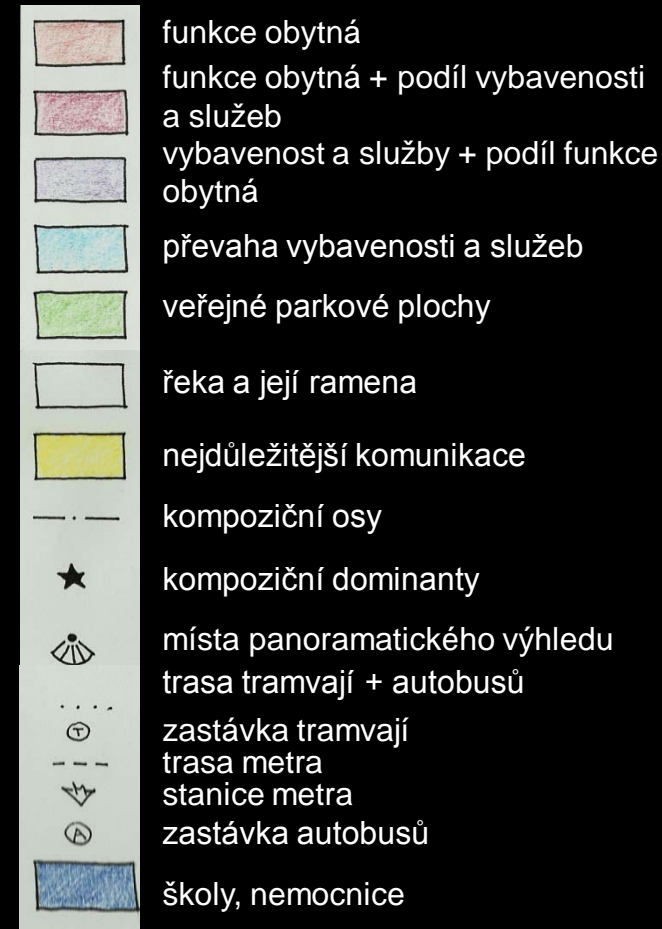 funkce obytná
funkce obytná + podíl vybavenosti
a služeb
vybavenost a služby + podíl funkce
obytná
převaha vybavenosti a služeb
veřejné parkové plochy
řeka a její ramena
nejdůležitější komunikace
kompoziční osy
kompoziční dominanty
místa panoramatického výhledu
trasa tramvají + autobusů
T zastávka tramvají
trasa metra
stanice metra
A zastávka autobusů
školy, nemocnice